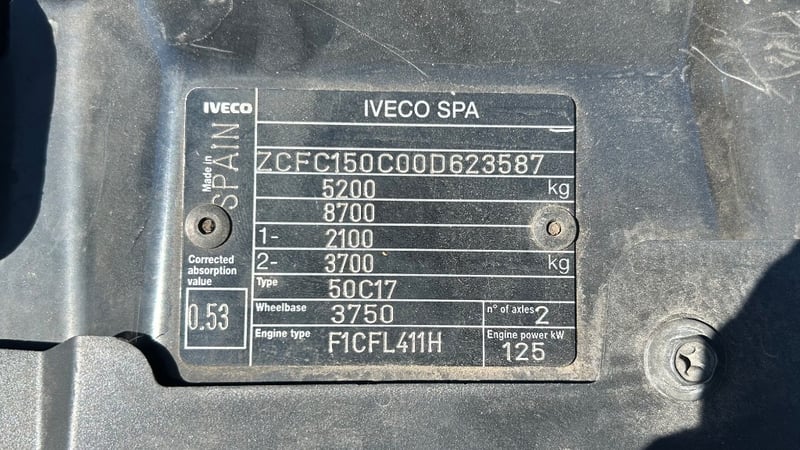 IVECO
IVECO SPA
Made in
SPAIN
ZCFC150C00D623587
5200 kg
8700
1- 2100
2- 3700 kg
Corrected
absorption
value
0.53
Type 50C17
Wheelbase 3750
n° of axles 2
Engine type F1CFL411H
Engine power kW
125